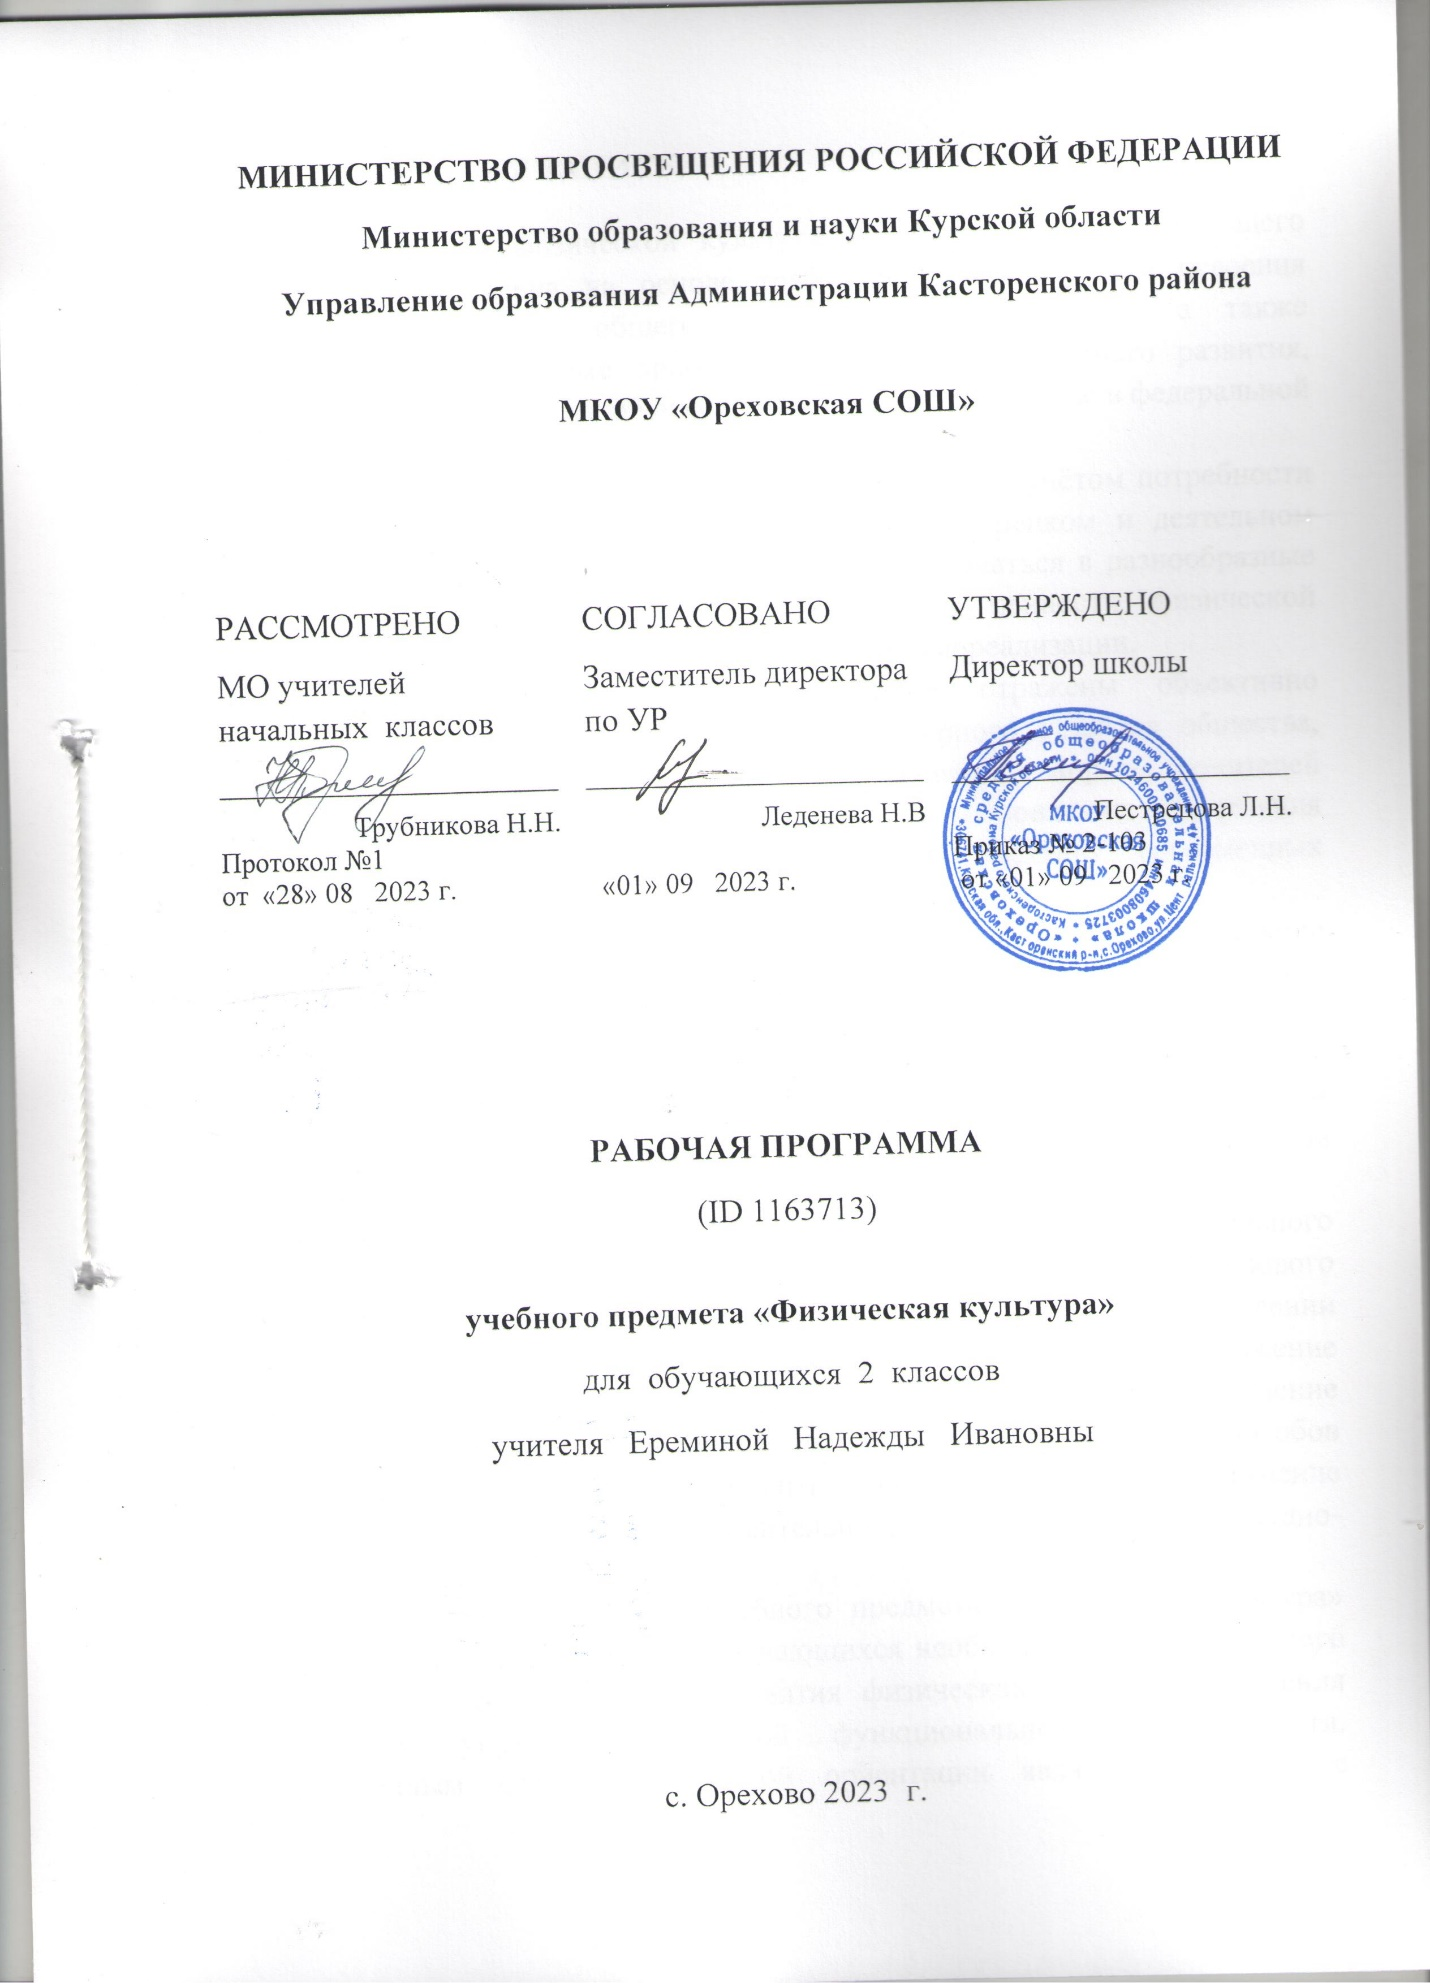 МИНИСТЕРСТВО ПРОСВЕЩЕНИЯ РОССИЙСКОЙ ФЕДЕРАЦИИ
Министерство образования и науки Курской области
Управление образования Администрации Касторенского района
МКОУ «Ореховская СОШ»
РАССМОТРЕНО
МО учителей
начальных классов
Трубникова Н.Н.
Протокол №1
от «28» 08 2023 г.
СОГЛАСОВАНО
Заместитель директора
по УР
Леденева Н.В
«01» 09 2023 г.
УТВЕРЖДЕНО
Директор школы
Пестрецова Л.Н.
Приказ № 2-103
от «01» 09 2023 г.
МКОУ
«Ореховская
СОШ»
РАБОЧАЯ ПРОГРАММА
(ID 1163713)
учебного предмета «Физическая культура»
для обучающихся 2 классов
учителя Ереминой Надежды Ивановны
с. Орехово 2023 г.